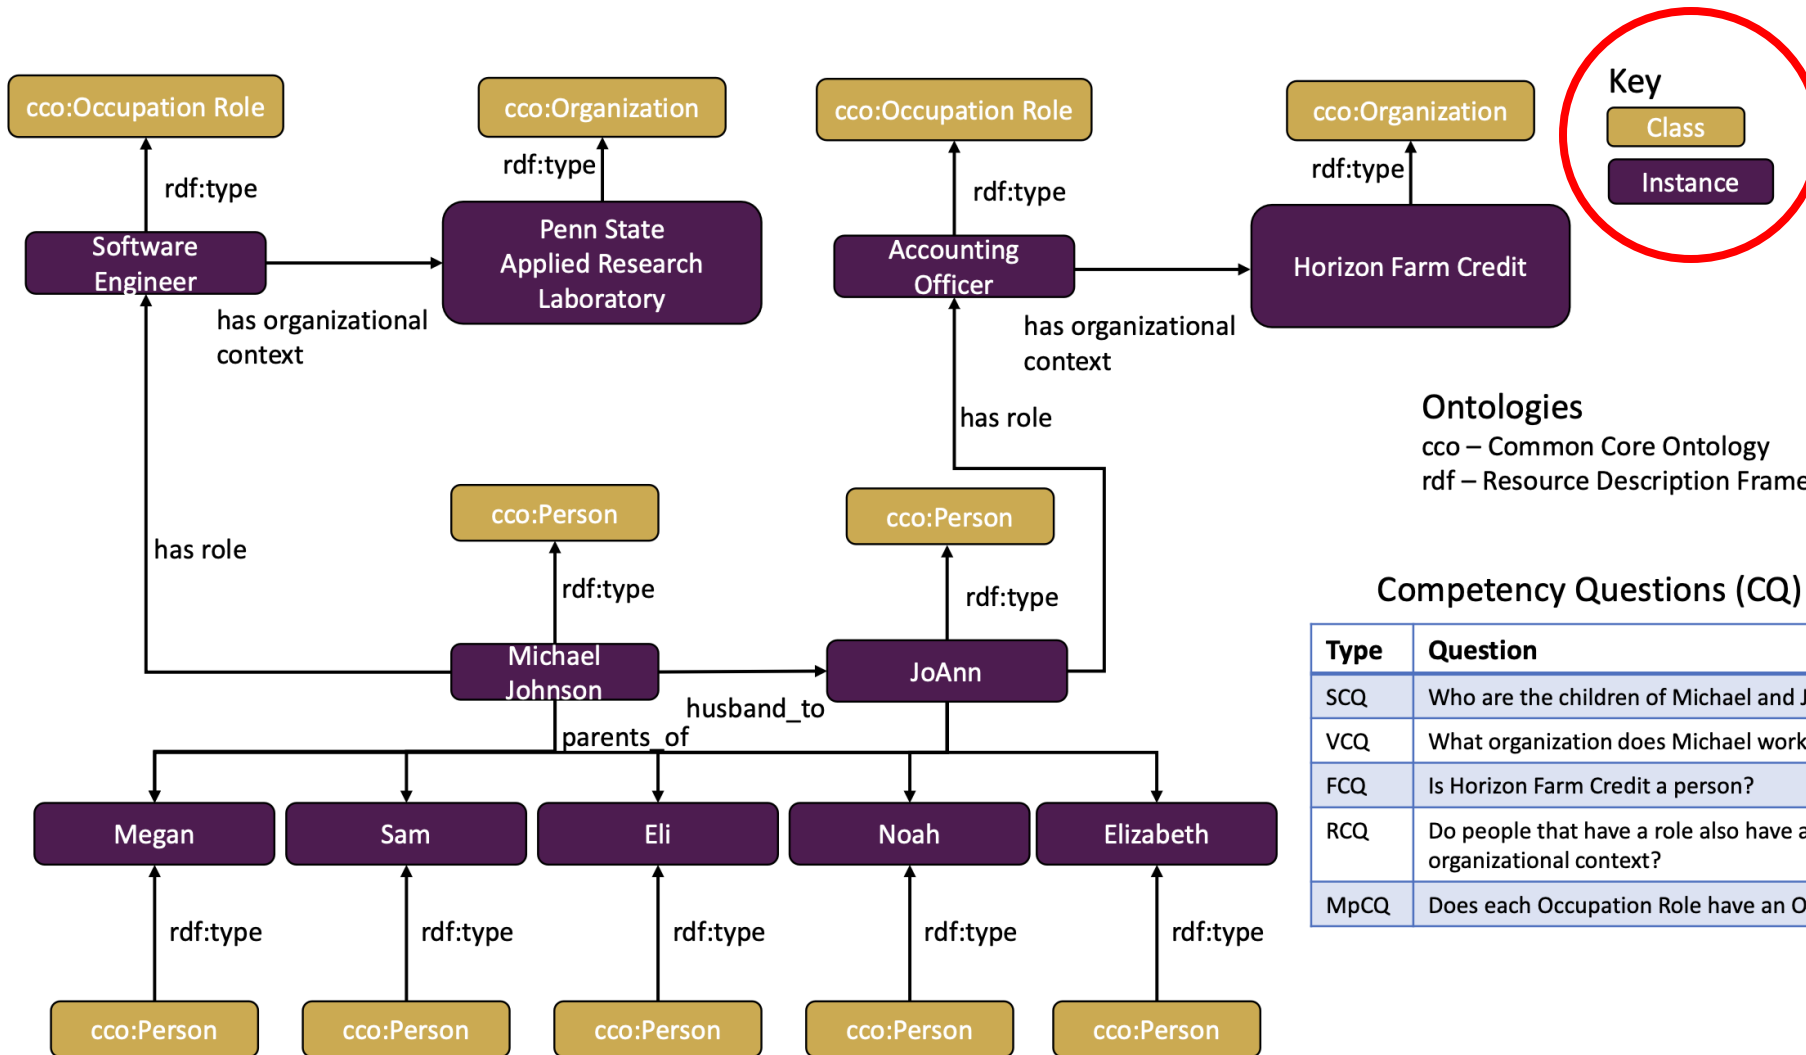 Key
Class
Instance
cco:Occupation Role
cco:Organization
cco:Occupation Role
cco:Organization
rdf:type
rdf:type
rdf:type
rdf:type
Software
Engineer
Penn State
Applied Research
Laboratory
Accounting
Officer
Horizon Farm Credit
has organizational
context
has organizational
context
has role
has role
Ontologies
cco – Common Core Ontology
rdf – Resource Description Frame
cco:Person
cco:Person
rdf:type
rdf:type
Michael
Johnson
JoAnn
husband_to
parents_of
Megan
Sam
Eli
Noah
Elizabeth
rdf:type
rdf:type
rdf:type
rdf:type
rdf:type
cco:Person
cco:Person
cco:Person
cco:Person
cco:Person
Competency Questions (CQ)
Type Question
SCQ Who are the children of Michael and J
VCQ What organization does Michael work
FCQ Is Horizon Farm Credit a person?
RCQ Do people that have a role also have a
organizational context?
MpCQ Does each Occupation Role have an O